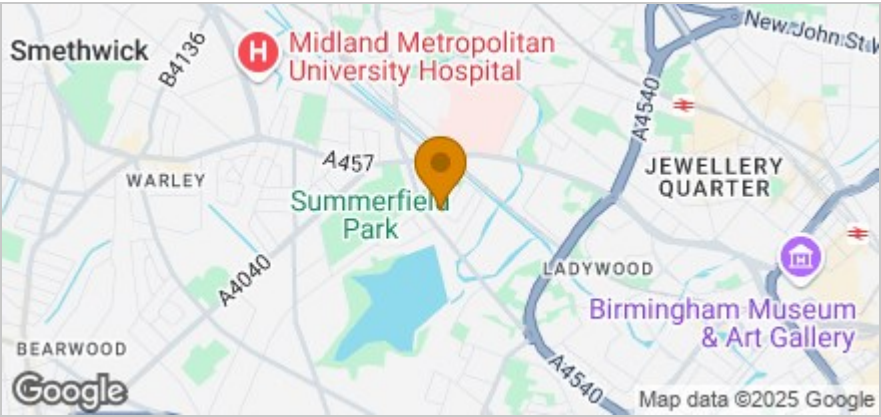 Smethwick
B4136
H
Midland Metropolitan
University Hospital
New John St W
A4540
A457
JEWELLERY
QUARTER
WARLEY
Summerfield
Park
A4040
LADYWOOD
Birmingham Museum
& Art Gallery
BEARWOOD
A4540
Google
Map data ©2025 Google